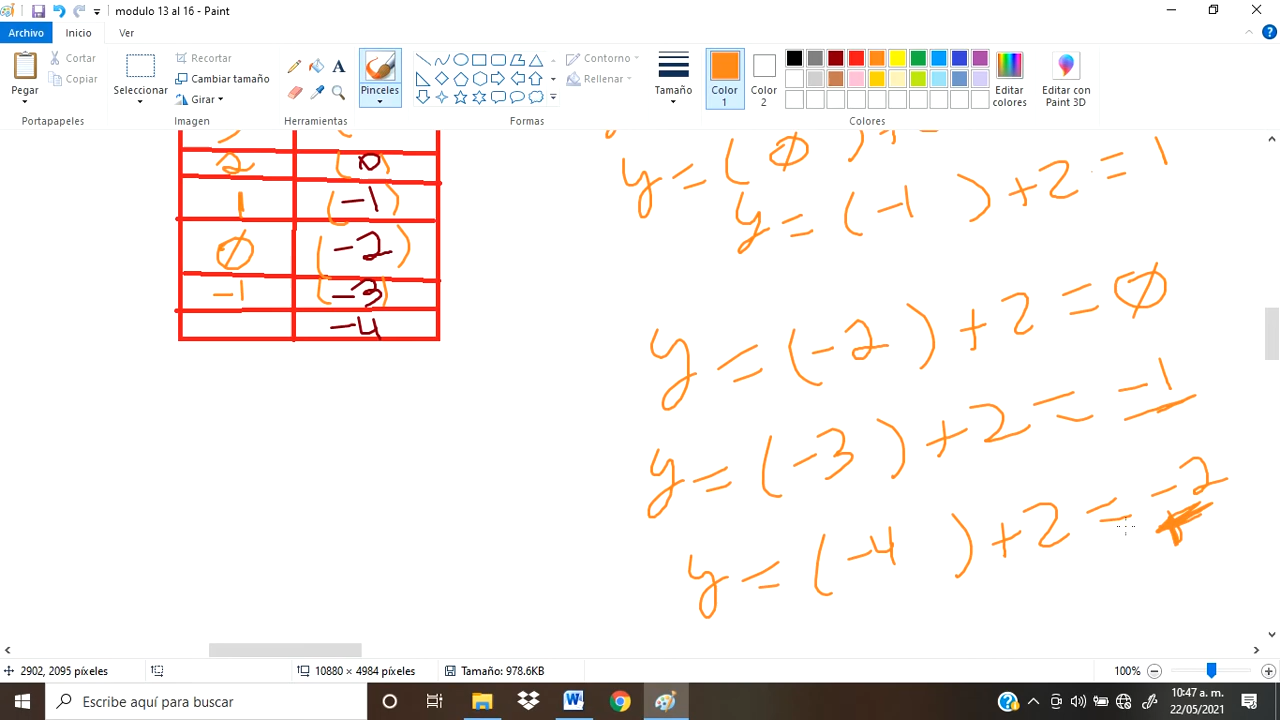 modulo 13 al 16 - Paint
Archivo Inicio Ver
Pegar
Cortar
Copiar
Portapapeles
Seleccionar
Recortar
Cambiar tamaño
Girar
Imagen
A
Herramientas
Pinceles
Contorno
Rellenar
Formas
Tamaño
Color 1
Color 2
Editar colores
Colores
Editar con Paint 3D
2 (0)
1 (-1)
0 (-2)
-1 (-3)
-4
y=(0)+
y=(-1)+2=1
y=(-2)+2=0
y=(-3)+2=-1
y=(-4)+2=-2
2902, 2095 píxeles
10880 × 4984 píxeles
Tamaño: 978.6KB
100%
Escribe aquí para buscar
10:47 a. m.
22/05/2021